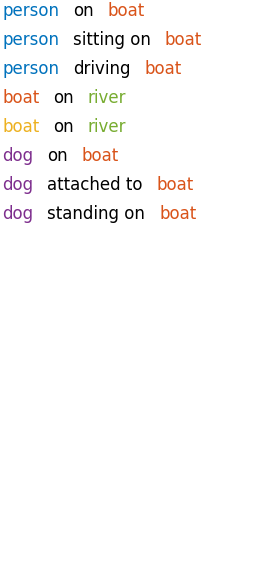 person on boat
person sitting on boat
person driving boat
boat on river
boat on river
dog on boat
dog attached to boat
dog standing on boat